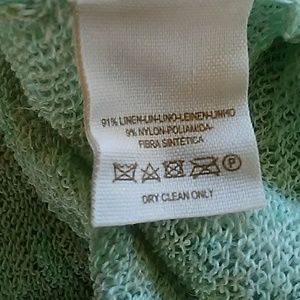 91% LINEN-LIN-LINO-LEINEN-LINHO
9% NYLON-POLIAMIDA-
FIBRA SINTÉTICA
P
DRY CLEAN ONLY